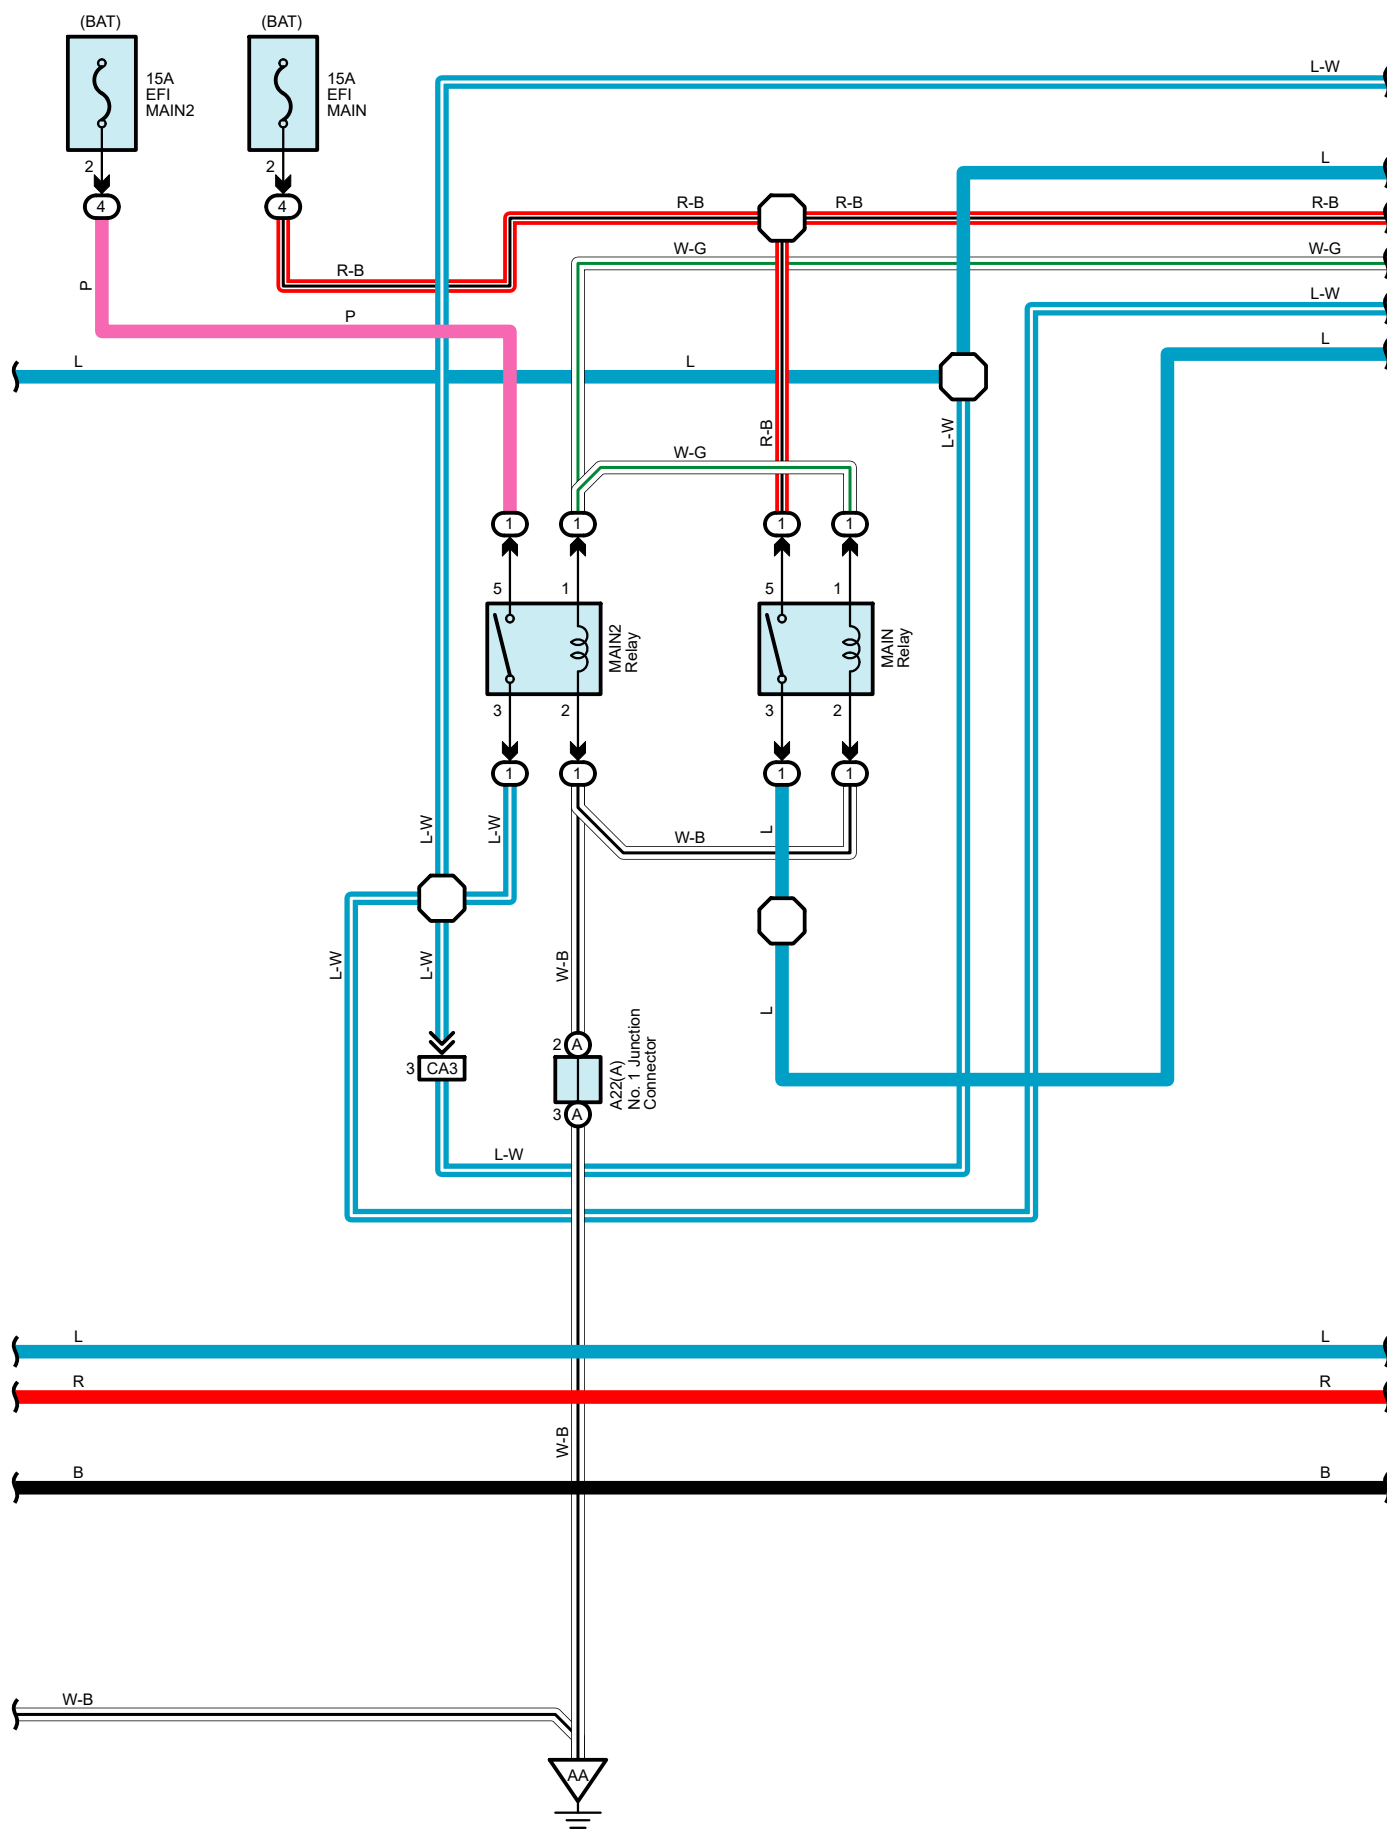 (BAT)
(BAT)
15A
EFI
MAIN2
15A
EFI
MAIN
L-W
2
2
L
4
4
R-B
R-B
R-B
W-G
W-G
R-B
P
L-W
P
L
L
L
R-B
L-W
W-G
1
1
1
1
5
1
5
1
MAIN2
Relay
MAIN
Relay
3
2
3
2
1
1
1
1
L-W
L-W
W-B
L
L-W
L-W
W-B
L
2
A
A22(A)
No. 1 Junction
Connector
3
CA3
3
A
L-W
L
L
R
R
W-B
B
B
W-B
AA